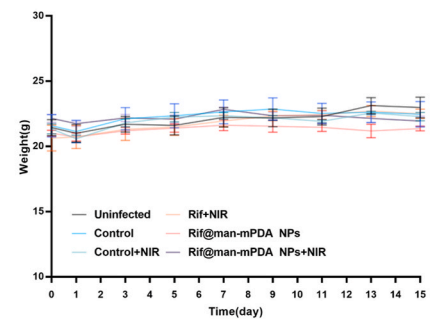 30
25
20
15
10
Weight(g)
Uninfected
Control
Control+NIR
Rif+NIR
Rif@man-mPDA NPs
Rif@man-mPDA NPs+NIR
0 1 2 3 4 5 6 7 8 9 10 11 12 13 14 15
Time(day)